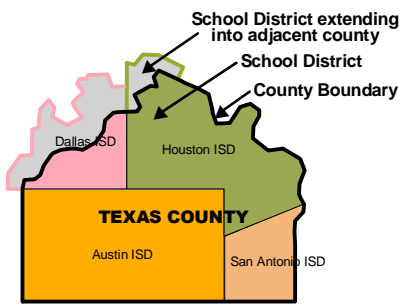 School District extending
into adjacent county
School District
County Boundary
Dallas ISD
Houston ISD
TEXAS COUNTY
Austin ISD
San Antonio ISD